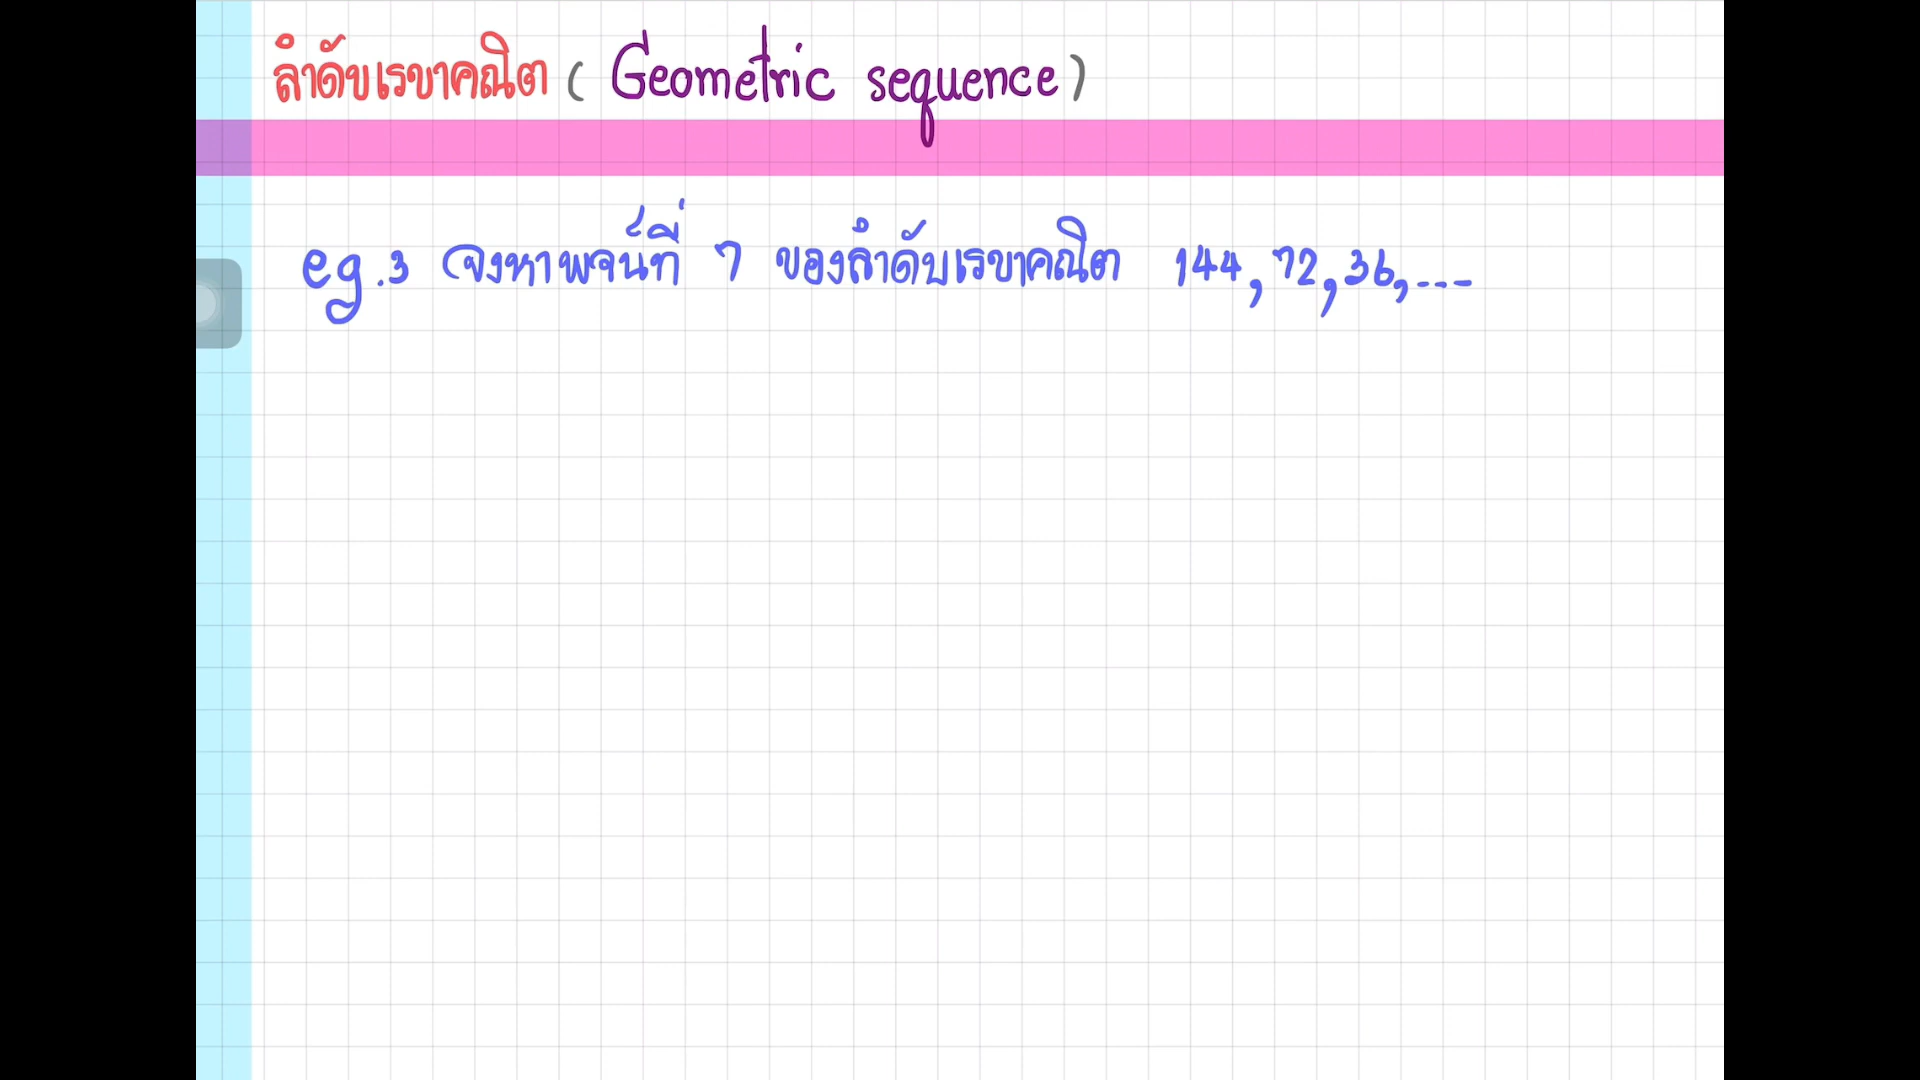 ลำดับเรขาคณิต ( Geometric sequence )
eg.3 จงหาพจน์ที่ 7 ของลำดับเรขาคณิต 144, 72, 36, ...